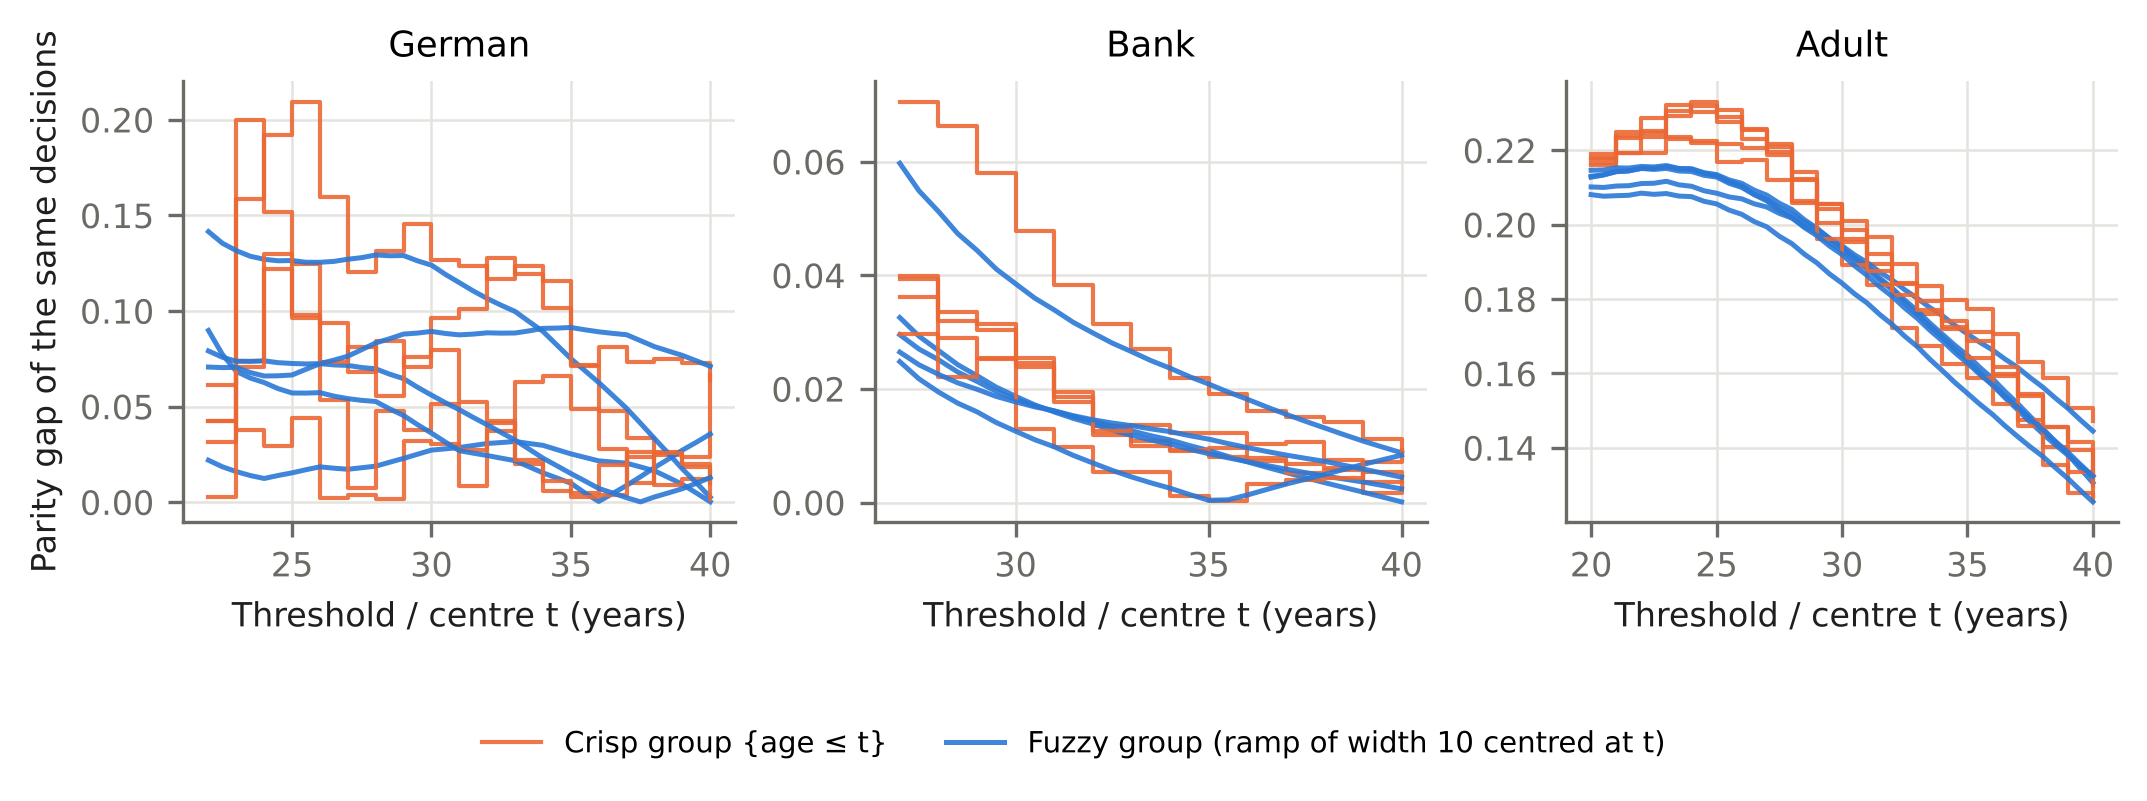 German
Bank
Adult
Parity gap of the same decisions
0.20
0.15
0.10
0.05
0.00
25
30
35
40
Threshold / centre t (years)
0.06
0.04
0.02
0.00
30
35
40
Threshold / centre t (years)
0.22
0.20
0.18
0.16
0.14
20
25
30
35
40
Threshold / centre t (years)
Crisp group {age ≤ t}
Fuzzy group (ramp of width 10 centred at t)